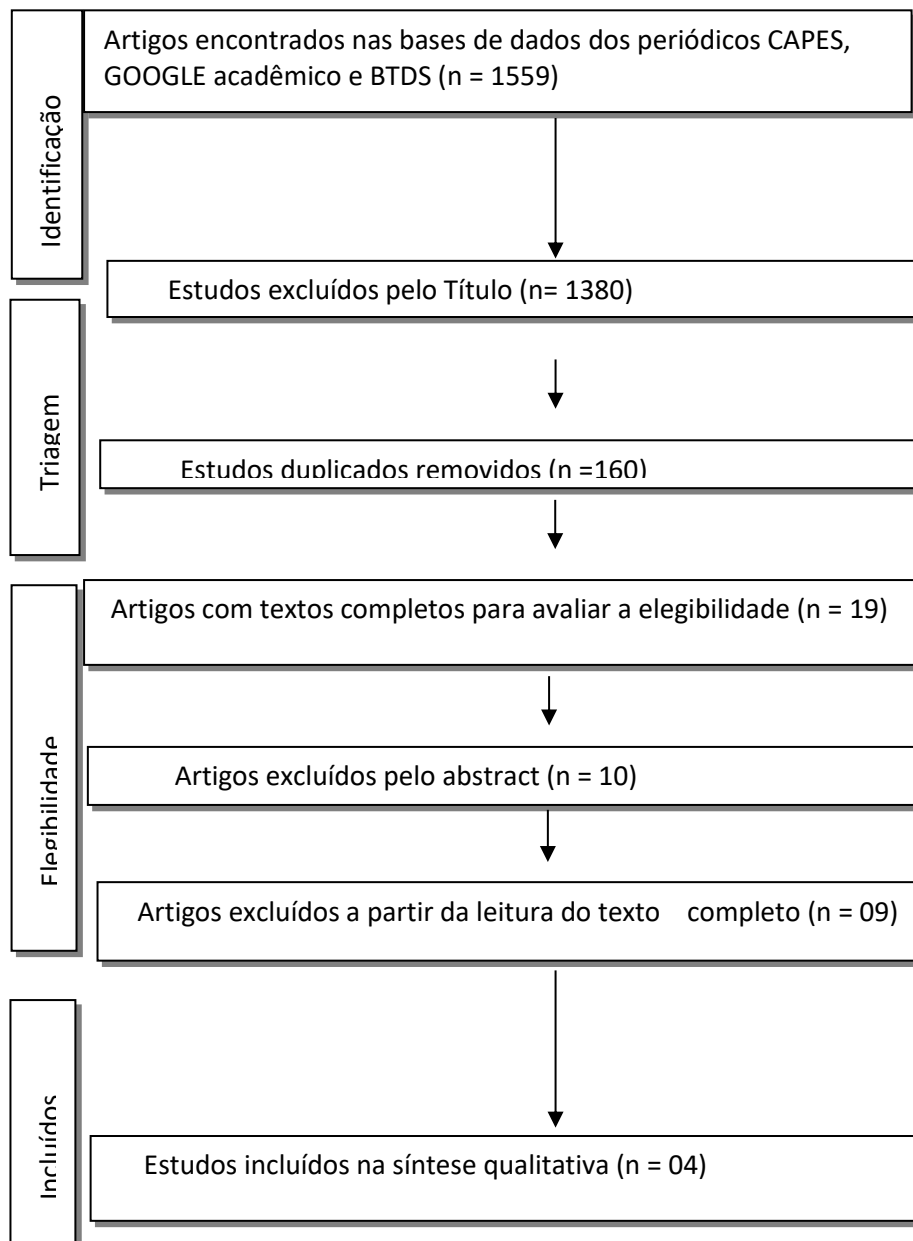 Identificação
Artigos encontrados nas bases de dados dos periódicos CAPES,
GOOGLE acadêmico e BTDS (n = 1559)
Estudos excluídos pelo Título (n= 1380)
Triagem
Estudos duplicados removidos (n =160)
Elegibilidade
Artigos com textos completos para avaliar a elegibilidade (n = 19)
Artigos excluídos pelo abstract (n = 10)
Artigos excluídos a partir da leitura do texto completo (n = 09)
Incluídos
Estudos incluídos na síntese qualitativa (n = 04)